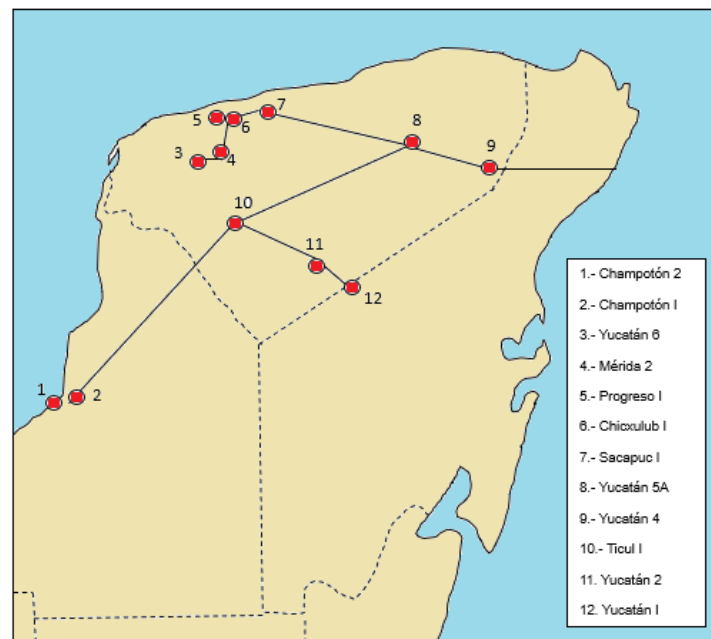 7
5
6
8
3
4
9
10
11
12
1
2
1.- Champotón 2
2.- Champotón I
3.- Yucatán 6
4.- Mérida 2
5.- Progreso I
6.- Chicxulub I
7.- Sacapuc I
8.- Yucatán 5A
9.- Yucatán 4
10.- Ticul I
11. Yucatán 2
12. Yucatán I